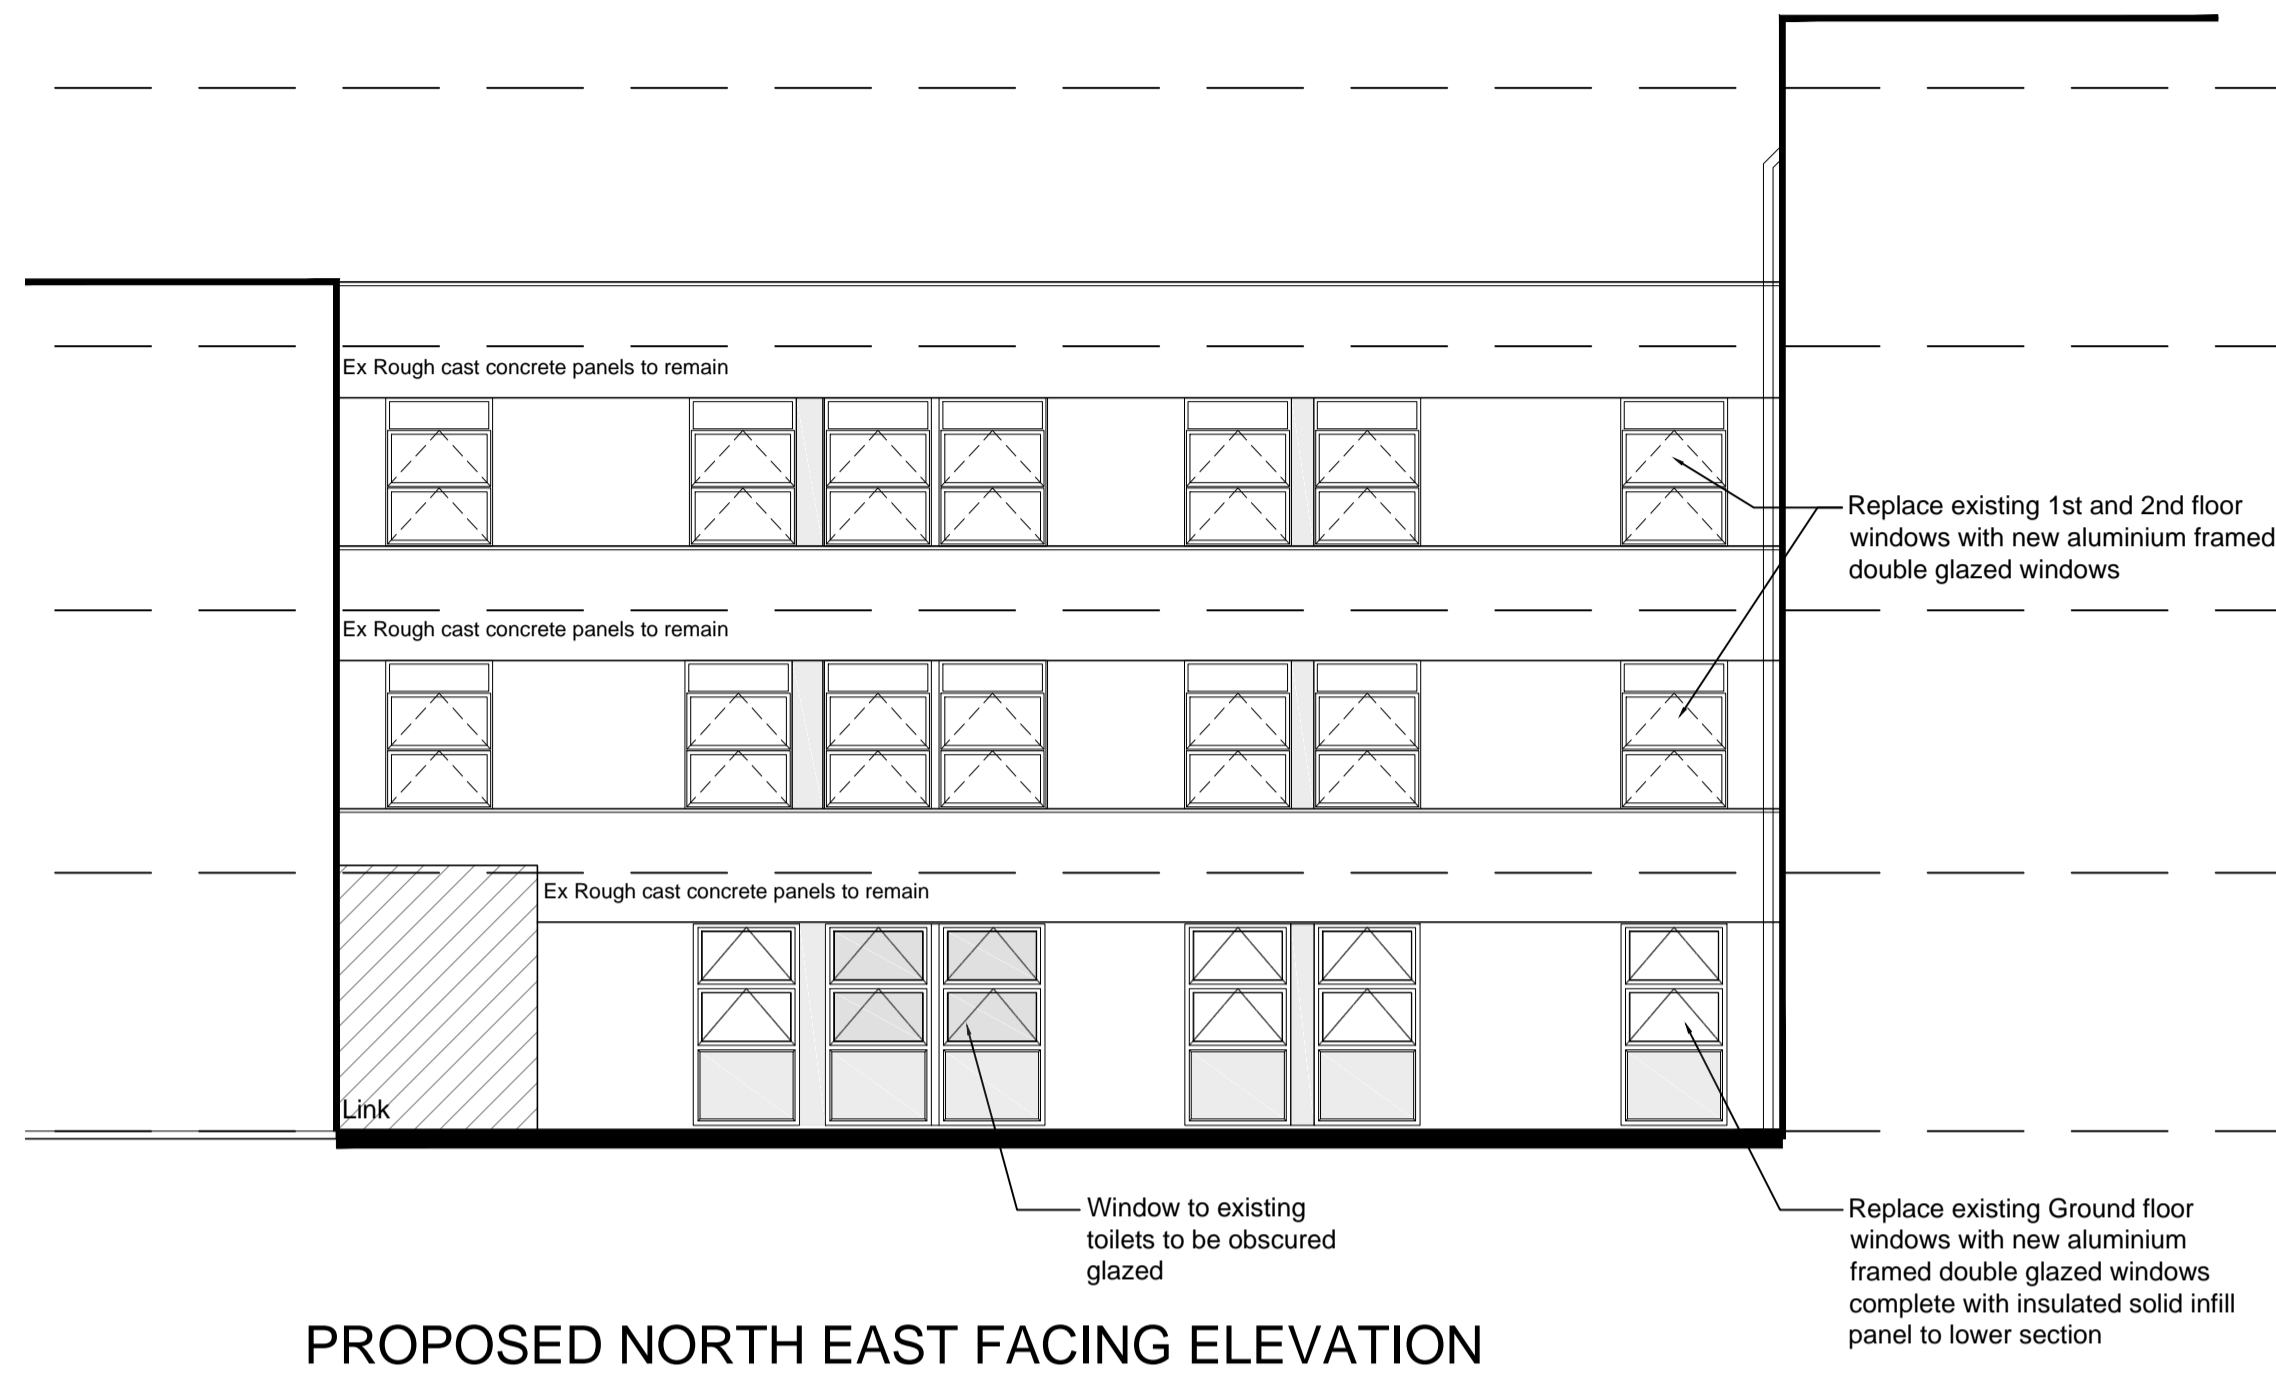 Ex Rough cast concrete panels to remain
Replace existing 1st and 2nd floor
windows with new aluminium framed
double glazed windows
Ex Rough cast concrete panels to remain
Ex Rough cast concrete panels to remain
Link
Window to existing
toilets to be obscured
glazed
Replace existing Ground floor
windows with new aluminium
framed double glazed windows
complete with insulated solid infill
panel to lower section
PROPOSED NORTH EAST FACING ELEVATION